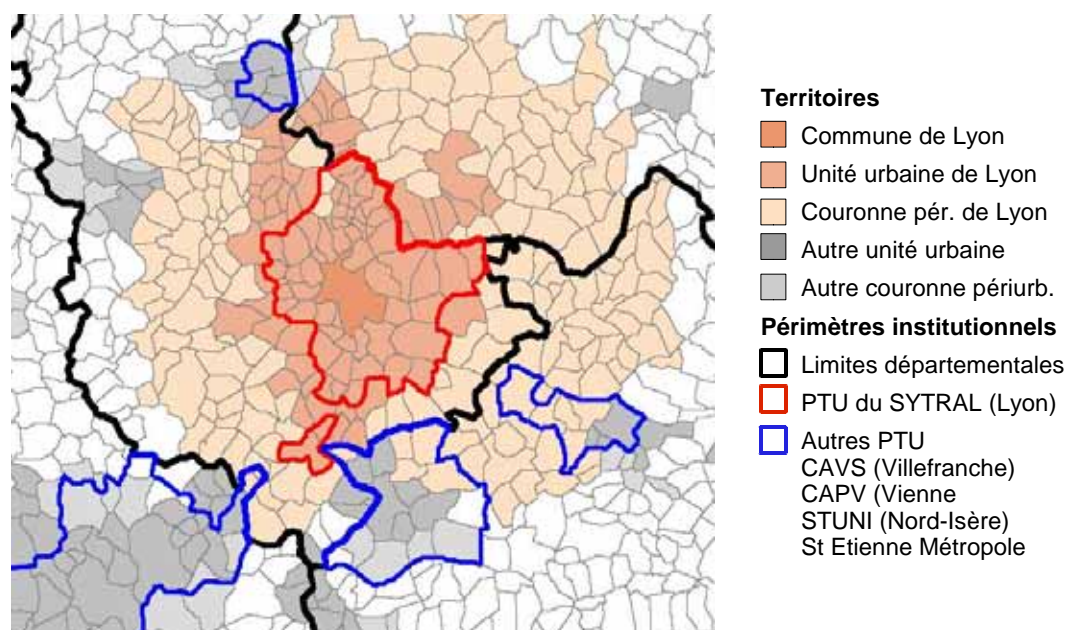 Territoires
Commune de Lyon
Unité urbaine de Lyon
Couronne pér. de Lyon
Autre unité urbaine
Autre couronne périurb.
Périmètres institutionnels
Limites départementales
PTU du SYTRAL (Lyon)
Autres PTU
CAVS (Villefranche)
CAPV (Vienne
STUNI (Nord-Isère)
St Etienne Métropole